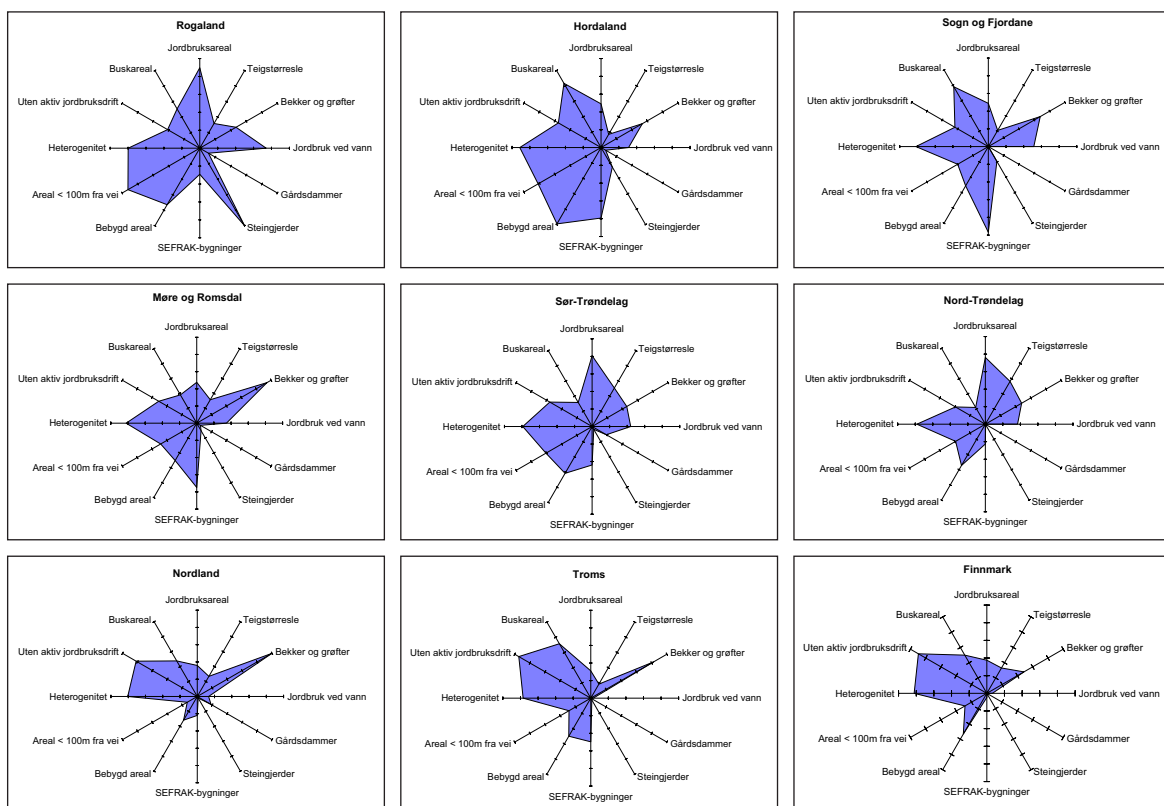 Rogaland
Jordbruksareal
Buskareal
Teigstørresle
Uten aktiv jordbruksdrift
Bekker og grøfter
Heterogenitet
Jordbruk ved vann
Areal < 100m fra vei
Gårdsdammer
Bebygd areal
Steingjerder
SEFRAK-bygninger
Hordaland
Jordbruksareal
Buskareal
Teigstørresle
Uten aktiv jordbruksdrift
Bekker og grøfter
Heterogenitet
Jordbruk ved vann
Areal < 100m fra vei
Gårdsdammer
Bebygd areal
Steingjerder
SEFRAK-bygninger
Sogn og Fjordane
Jordbruksareal
Buskareal
Teigstørresle
Uten aktiv jordbruksdrift
Bekker og grøfter
Heterogenitet
Jordbruk ved vann
Areal < 100m fra vei
Gårdsdammer
Bebygd areal
Steingjerder
SEFRAK-bygninger
Møre og Romsdal
Jordbruksareal
Buskareal
Teigstørresle
Uten aktiv jordbruksdrift
Bekker og grøfter
Heterogenitet
Jordbruk ved vann
Areal < 100m fra vei
Gårdsdammer
Bebygd areal
Steingjerder
SEFRAK-bygninger
Sør-Trøndelag
Jordbruksareal
Buskareal
Teigstørresle
Uten aktiv jordbruksdrift
Bekker og grøfter
Heterogenitet
Jordbruk ved vann
Areal < 100m fra vei
Gårdsdammer
Bebygd areal
Steingjerder
SEFRAK-bygninger
Nord-Trøndelag
Jordbruksareal
Buskareal
Teigstørresle
Uten aktiv jordbruksdrift
Bekker og grøfter
Heterogenitet
Jordbruk ved vann
Areal < 100m fra vei
Gårdsdammer
Bebygd areal
Steingjerder
SEFRAK-bygninger
Nordland
Jordbruksareal
Buskareal
Teigstørresle
Uten aktiv jordbruksdrift
Bekker og grøfter
Heterogenitet
Jordbruk ved vann
Areal < 100m fra vei
Gårdsdammer
Bebygd areal
Steingjerder
SEFRAK-bygninger
Troms
Jordbruksareal
Buskareal
Teigstørresle
Uten aktiv jordbruksdrift
Bekker og grøfter
Heterogenitet
Jordbruk ved vann
Areal < 100m fra vei
Gårdsdammer
Bebygd areal
Steingjerder
SEFRAK-bygninger
Finnmark
Jordbruksareal
Buskareal
Teigstørresle
Uten aktiv jordbruksdrift
Bekker og grøfter
Heterogenitet
Jordbruk ved vann
Areal < 100m fra vei
Gårdsdammer
Bebygd areal
Steingjerder
SEFRAK-bygninger